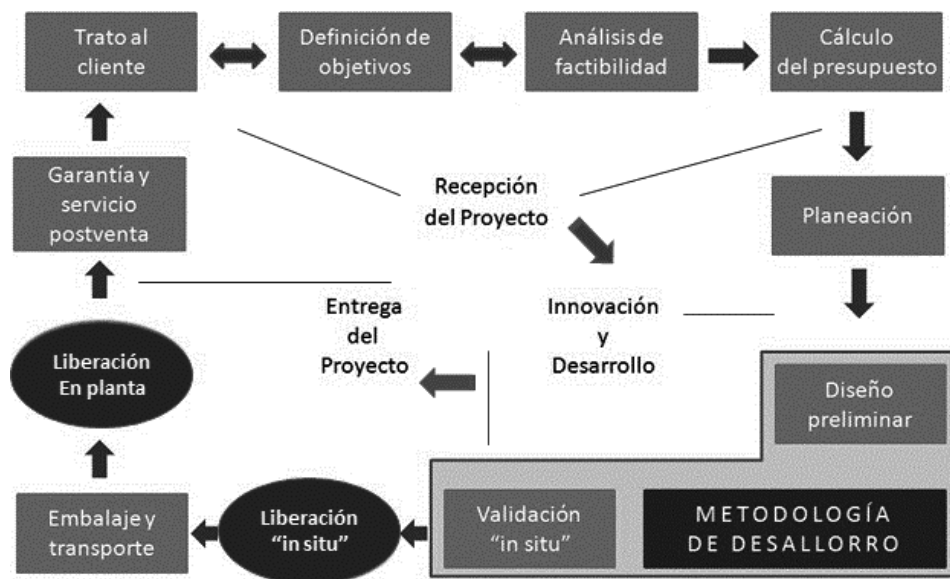 Trato al
cliente
Definición de
objetivos
Análisis de
factibilidad
Cálculo
del presupuesto
Garantía y
servicio
postventa
Recepción
del Proyecto
Planeación
Entrega
del
Proyecto
Innovación
y
Desarrollo
Liberación
En planta
Diseño
preliminar
Embalaje y
transporte
Liberación
“in situ”
Validación
“in situ”
METODOLOGÍA
DE DESALLORRO